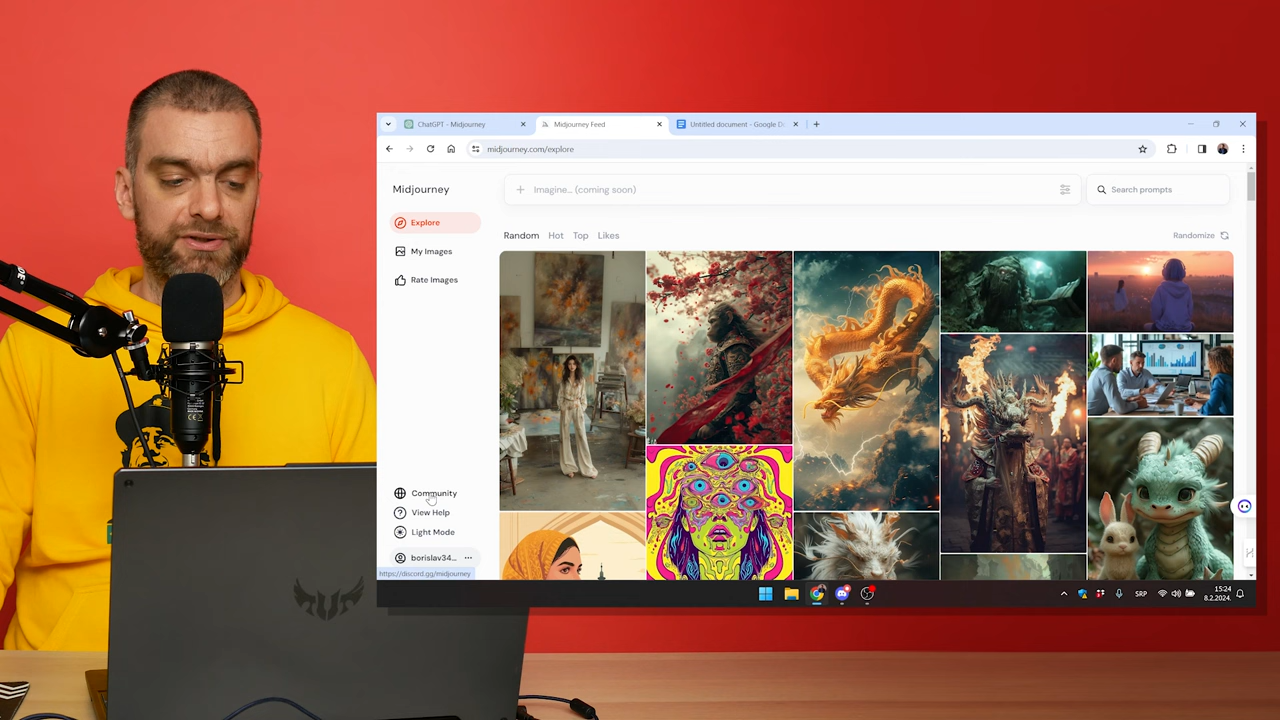 ChatGPT - Midjourney
Midjourney Feed
Untitled document - Google D
midjourney.com/explore
Midjourney
Imagine... (coming soon)
Search prompts
Explore
Random Hot Top Likes
Randomize
My Images
Rate Images
Community
View Help
Light Mode
borislav34...
https://discord.gg/midjourney
SRP
15:24
8.2.2024.